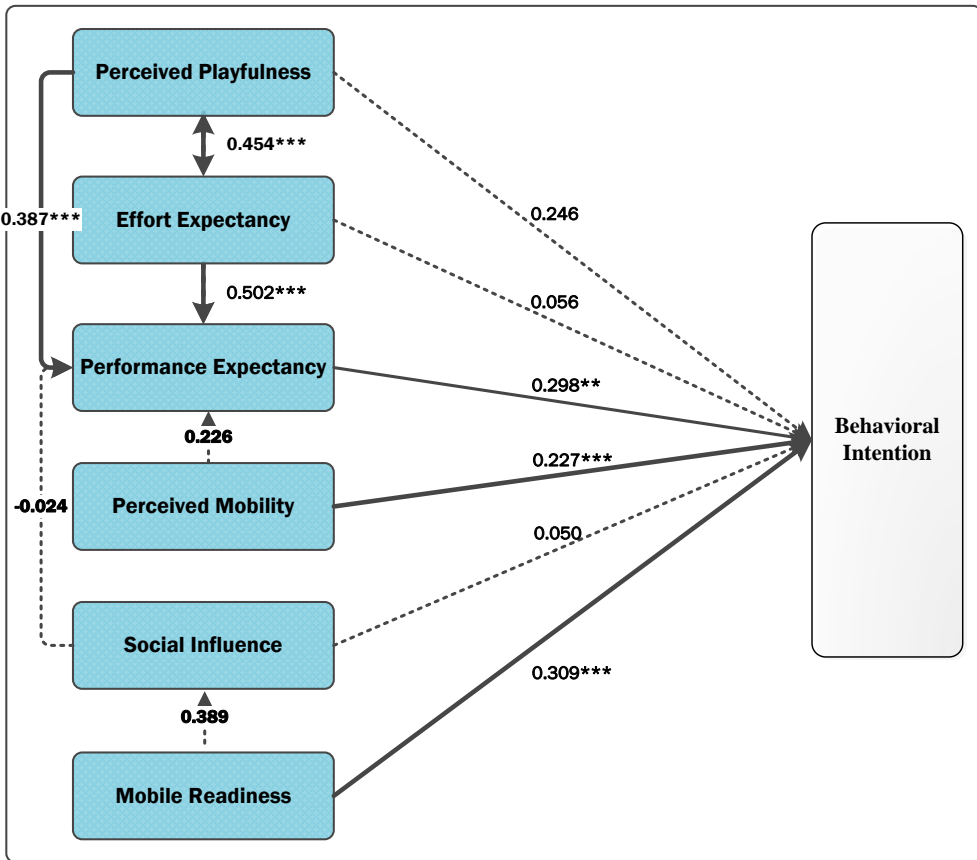 Perceived Playfulness
0.454***
0.387***
Effort Expectancy
0.246
0.502***
0.056
Performance Expectancy
0.298**
0.226
Behavioral
Intention
0.227***
Perceived Mobility
-0.024
0.050
Social Influence
0.309***
0.389
Mobile Readiness